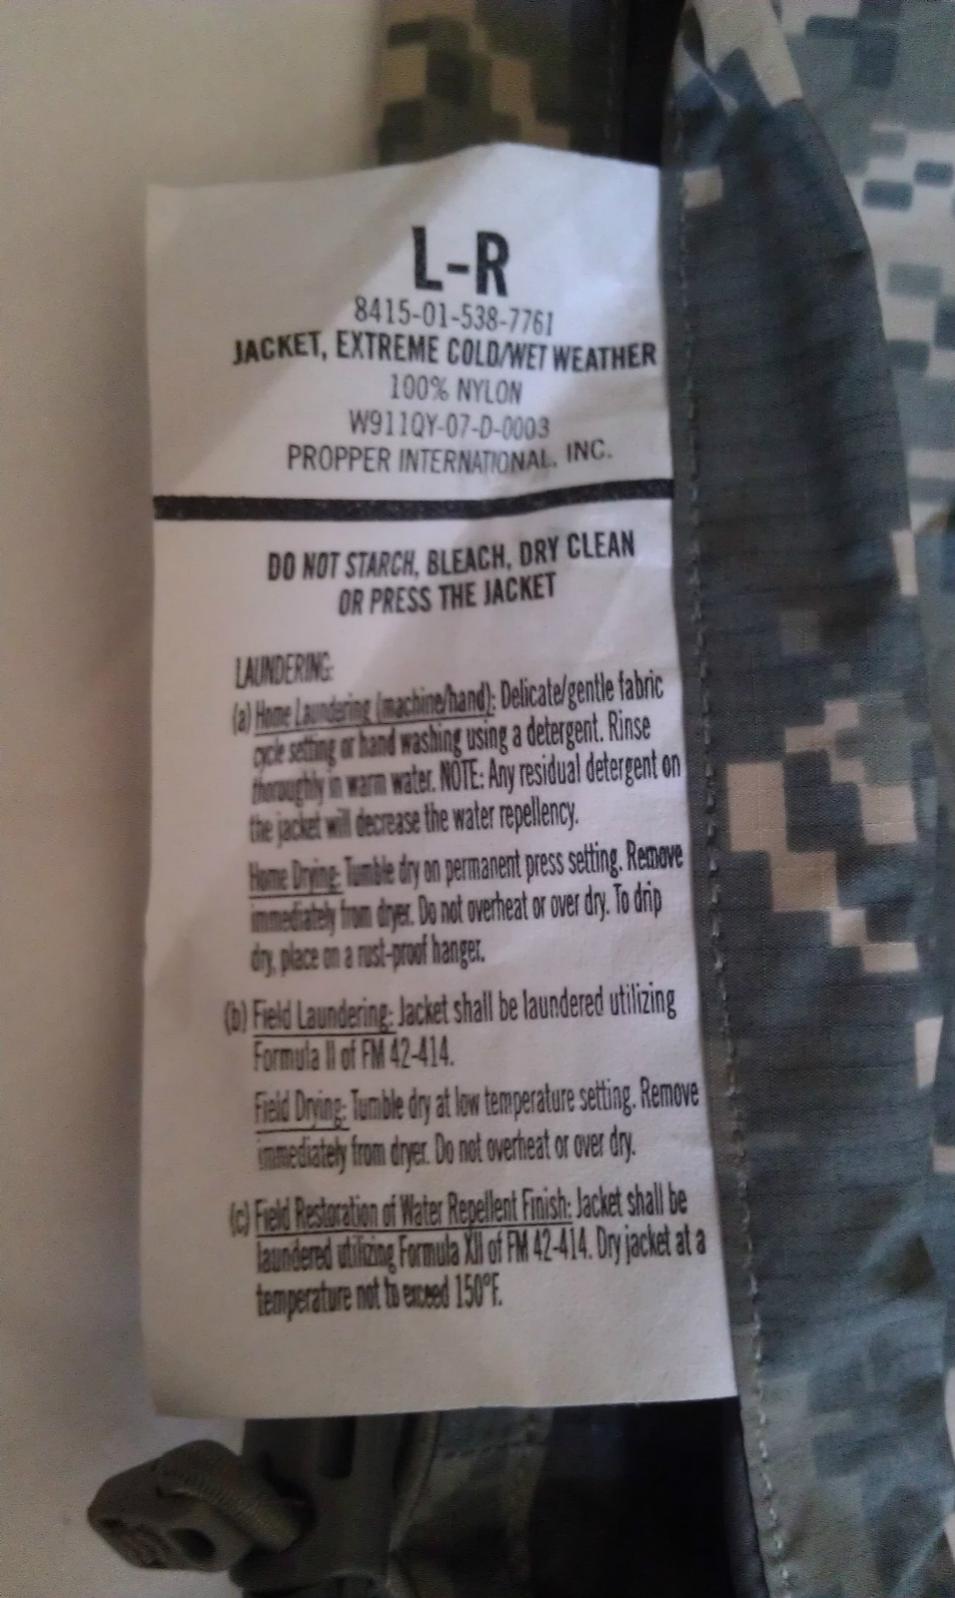 L-R
8415-01-538-7761
JACKET, EXTREME COLD/WET WEATHER
100% NYLON
W911QY-07-D-0003
PROPPER INTERNATIONAL, INC.
DO NOT STARCH, BLEACH, DRY CLEAN
OR PRESS THE JACKET
LAUNDERING:
(a) Home Laundering (machine/hand): Delicate/gentle fabric
cycle setting or hand washing using a detergent. Rinse
thoroughly in warm water. NOTE: Any residual detergent on
the jacket will decrease the water repellency.
Home Drying: Tumble dry on permanent press setting. Remove
immediately from dryer. Do not overheat or over dry. To drip
dry, place on a rust-proof hanger.
(b) Field Laundering: Jacket shall be laundered utilizing
Formula II of FM 42-414.
Field Drying: Tumble dry at low temperature setting. Remove
immediately from dryer. Do not overheat or over dry.
(c) Field Restoration of Water Repellent Finish: Jacket shall be
laundered utilizing Formula XII of FM 42-414. Dry jacket at a
temperature not to exceed 150°F.